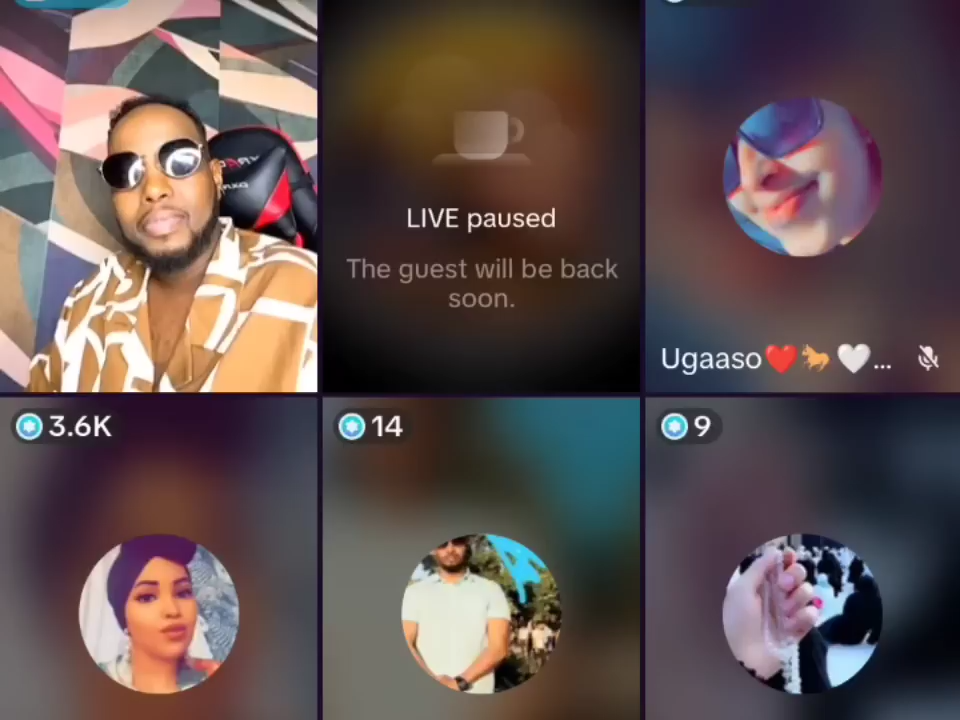 LIVE paused
The guest will be back
soon.
Ugaaso❤️🐎🤍...
3.6K
14
9